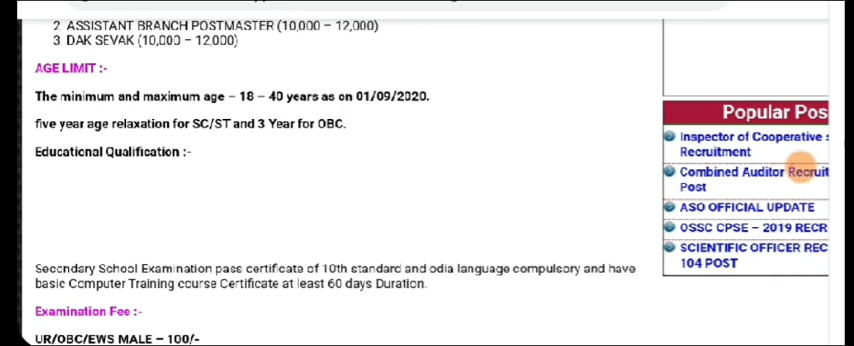 2. ASSISTANT BRANCH POSTMASTER (10,000 – 12,000)
3 DAK SEVAK (10,000 – 12,000)
AGE LIMIT :-
The minimum and maximum age – 18 – 40 years as on 01/09/2020.
five year age relaxation for SC/ST and 3 Year for OBC.
Educational Qualification :-
Secondary School Examination pass certificate of 10th standard and odia language compulsory and have
basic Computer Training course Certificate at least 60 days Duration.
Examination Fee :-
UR/OBC/EWS MALE – 100/-
Popular Pos
Inspector of Cooperative
Recruitment
Combined Auditor Recruit
Post
ASO OFFICIAL UPDATE
OSSC CPSE – 2019 RECR
SCIENTIFIC OFFICER REC
104 POST